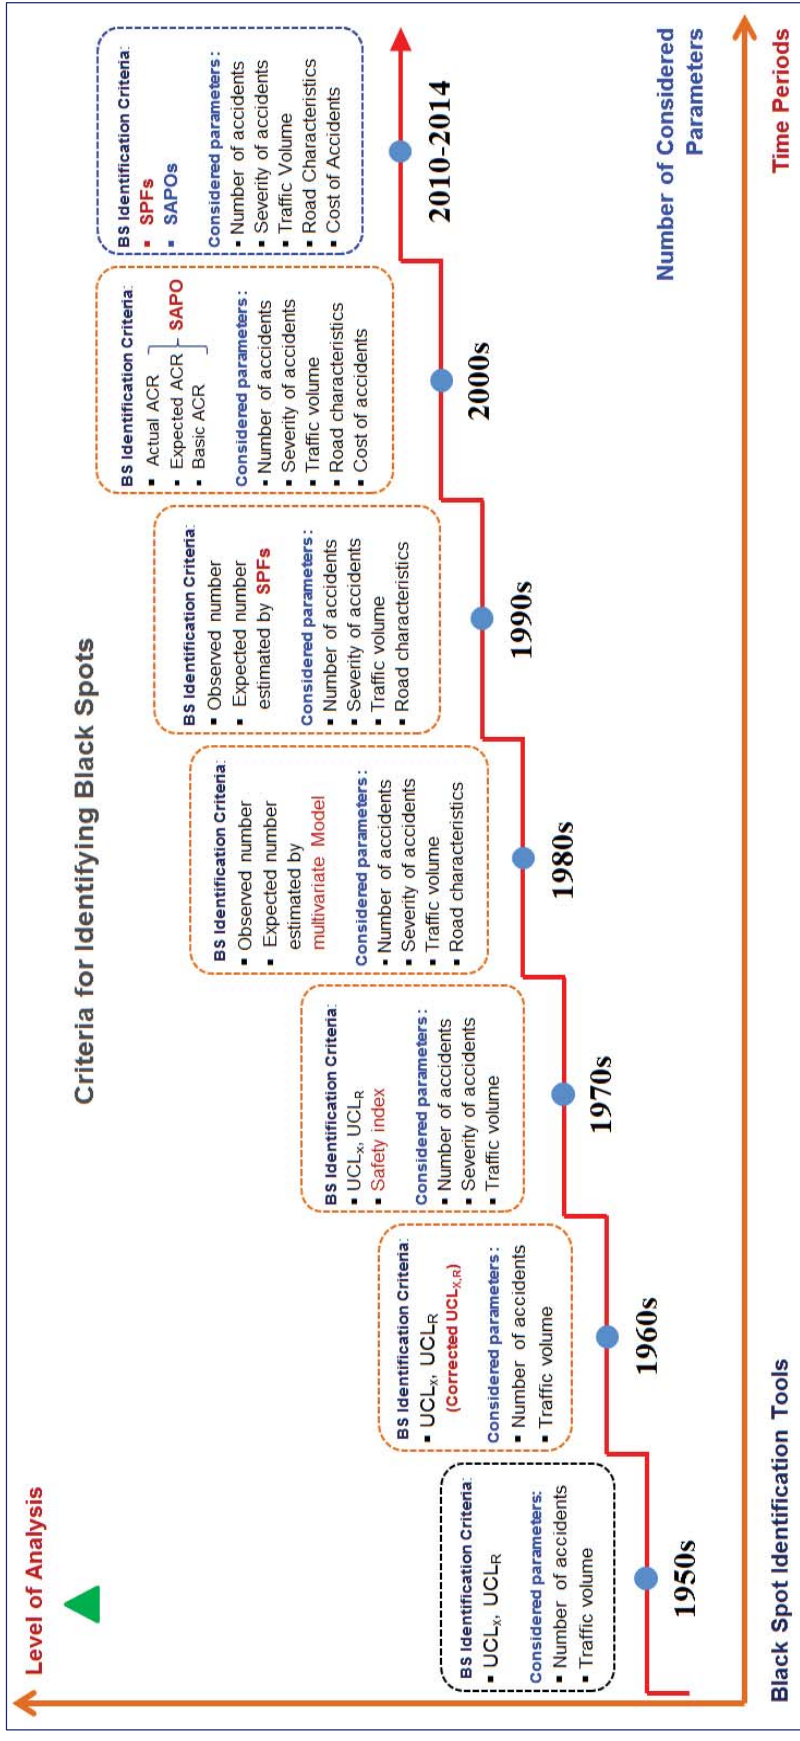 Criteria for Identifying Black Spots
Level of Analysis
BS Identification Criteria:
▪ UCLx, UCLR
Considered parameters:
▪ Number of accidents
▪ Traffic volume
1950s
BS Identification Criteria:
▪ UCLx, UCLR
(Corrected UCLX,R)
Considered parameters:
▪ Number of accidents
▪ Traffic volume
1960s
BS Identification Criteria:
▪ UCLx, UCLR
▪ Safety index
Considered parameters:
▪ Number of accidents
▪ Severity of accidents
▪ Traffic volume
1970s
BS Identification Criteria:
▪ Observed number
▪ Expected number
estimated by
multivariate Model
Considered parameters:
▪ Number of accidents
▪ Severity of accidents
▪ Traffic volume
▪ Road characteristics
1980s
BS Identification Criteria:
▪ Observed number
▪ Expected number
estimated by SPFs
Considered parameters:
▪ Number of accidents
▪ Severity of accidents
▪ Traffic volume
▪ Road characteristics
1990s
BS Identification Criteria:
▪ Actual ACR
▪ Expected ACR
▪ Basic ACR
SAPO
Considered parameters:
▪ Number of accidents
▪ Severity of accidents
▪ Traffic volume
▪ Road characteristics
▪ Cost of accidents
2000s
BS Identification Criteria:
▪ SPFs
▪ SAPOs
Considered parameters:
▪ Number of accidents
▪ Severity of accidents
▪ Traffic Volume
▪ Road Characteristics
▪ Cost of Accidents
2010-2014
Number of Considered
Parameters
Black Spot Identification Tools
Time Periods